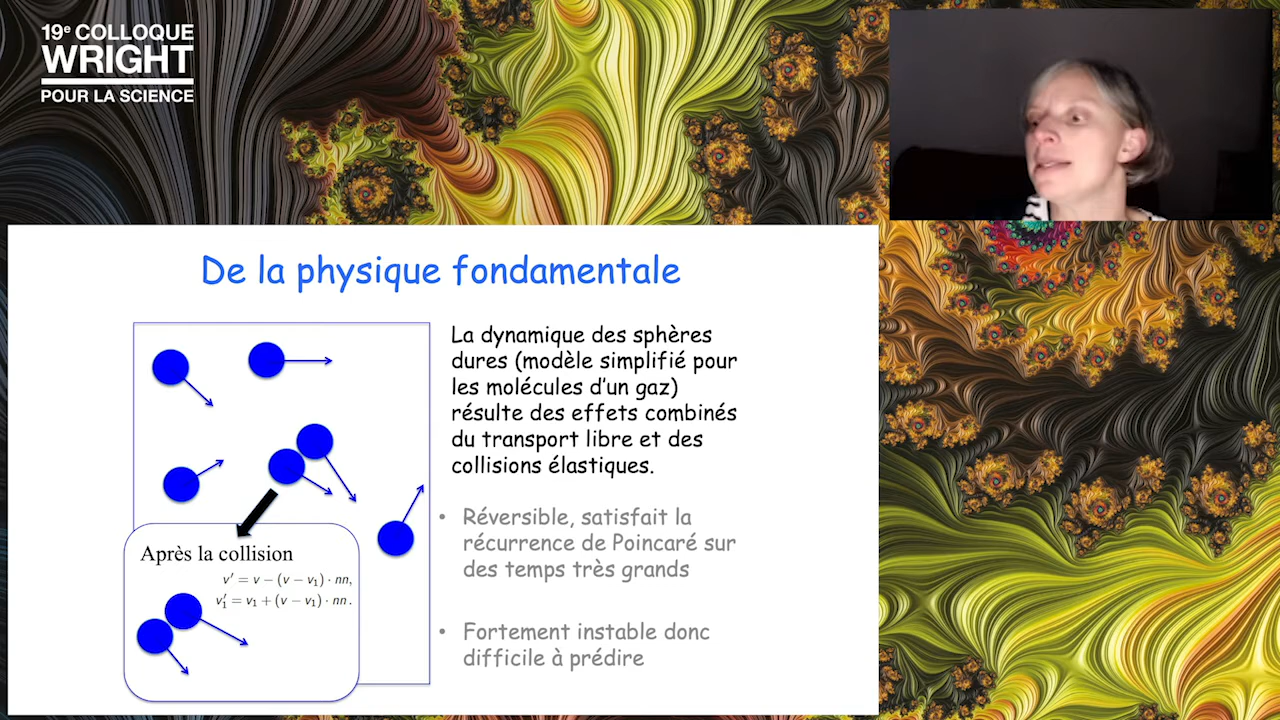 19e COLLOQUE
WRIGHT
POUR LA SCIENCE
De la physique fondamentale
La dynamique des sphères
dures (modèle simplifié pour
les molécules d'un gaz)
résulte des effets combinés
du transport libre et des
collisions élastiques.
• Réversible, satisfait la
récurrence de Poincaré sur
des temps très grands
• Fortement instable donc
difficile à prédire
Après la collision
v′ = v − (v − v₁) · nn,
v₁′ = v₁ + (v − v₁) · nn.